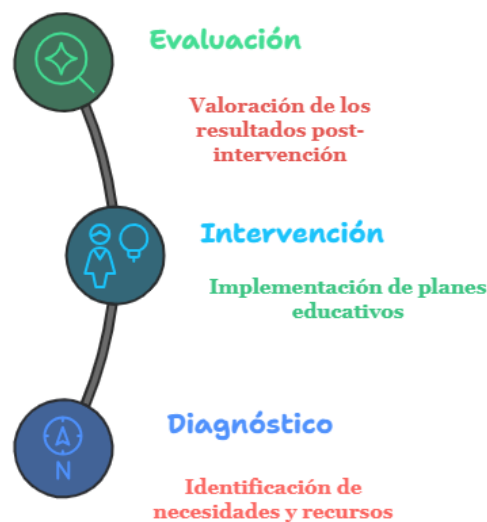 Evaluación
Valoración de los
resultados post-
intervención
Intervención
Implementación de planes
educativos
N
Diagnóstico
Identificación de
necesidades y recursos